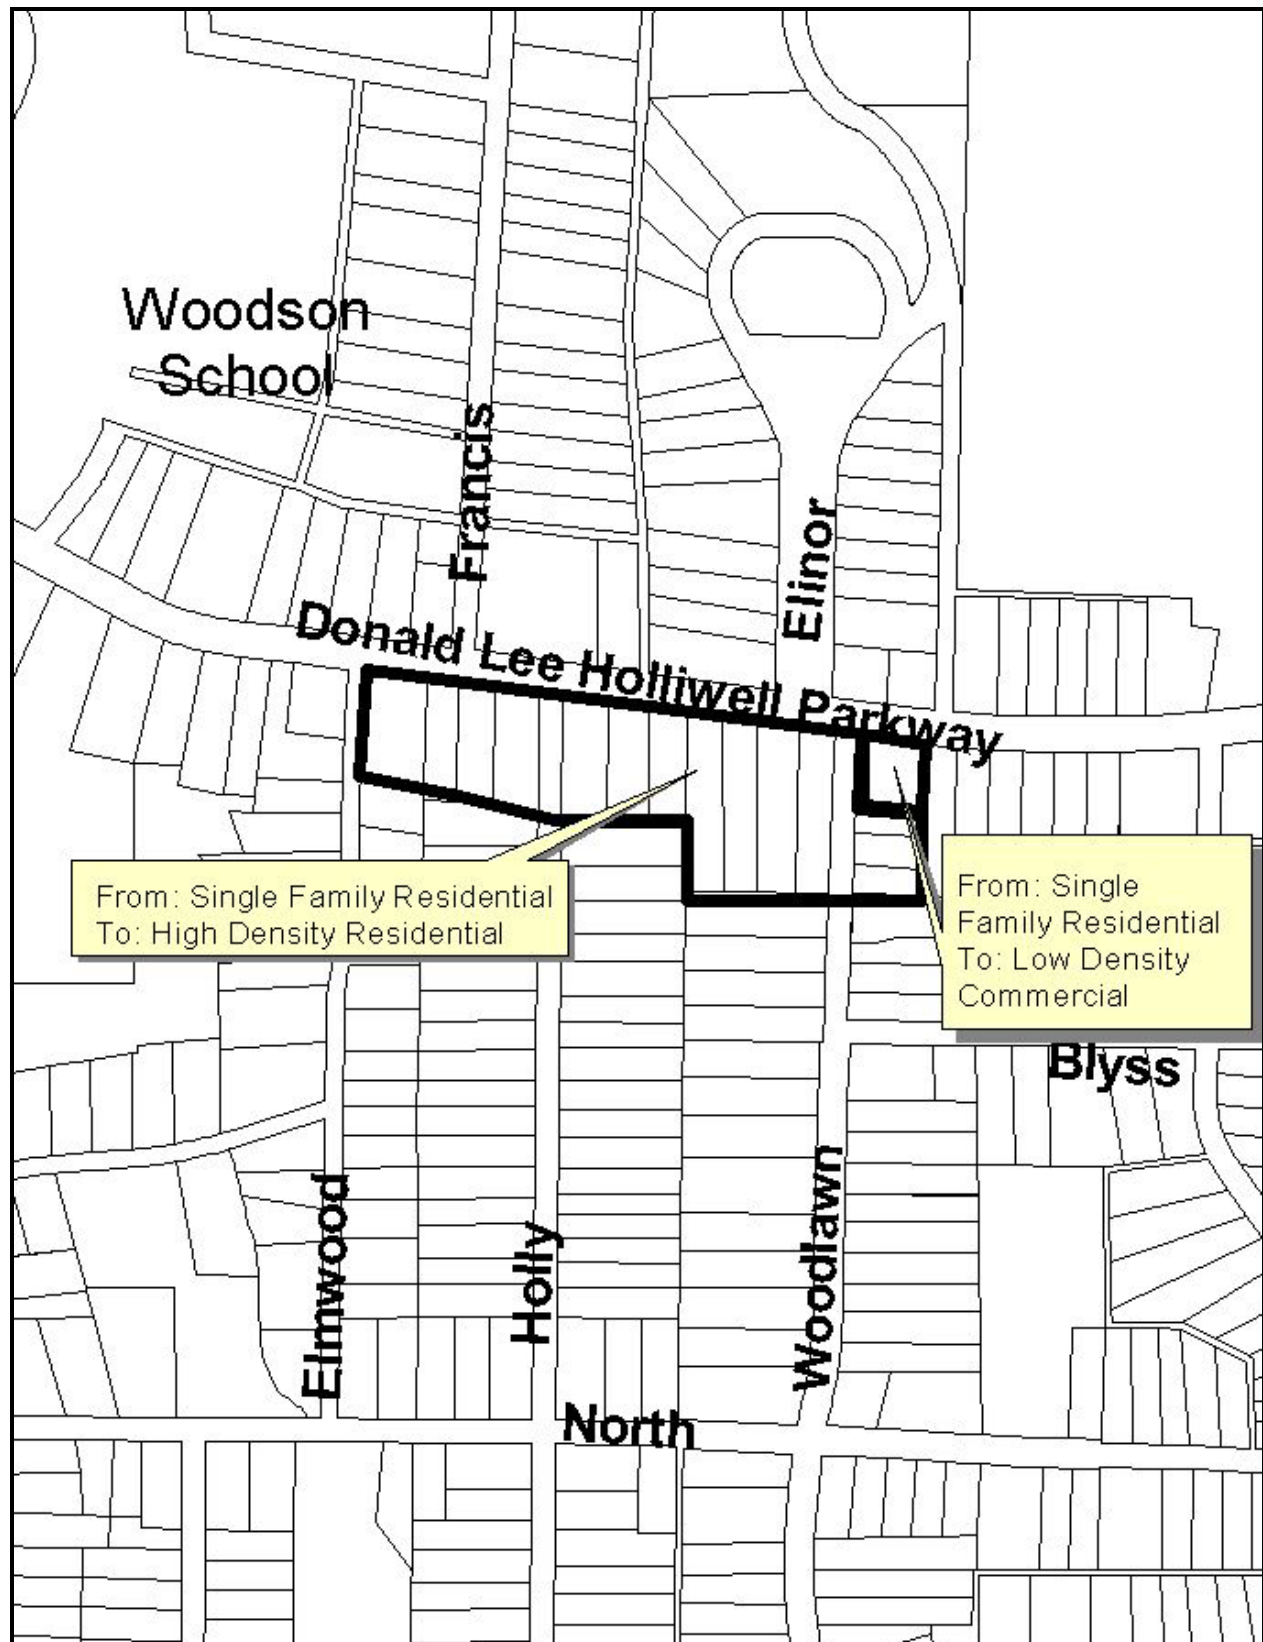 Woodson
School
Francis
Elinor
Donald Lee Holliwell Parkway
From: Single Family Residential
To: High Density Residential
From: Single
Family Residential
To: Low Density
Commercial
Blyss
Elmwood
Holly
Woodlawn
North